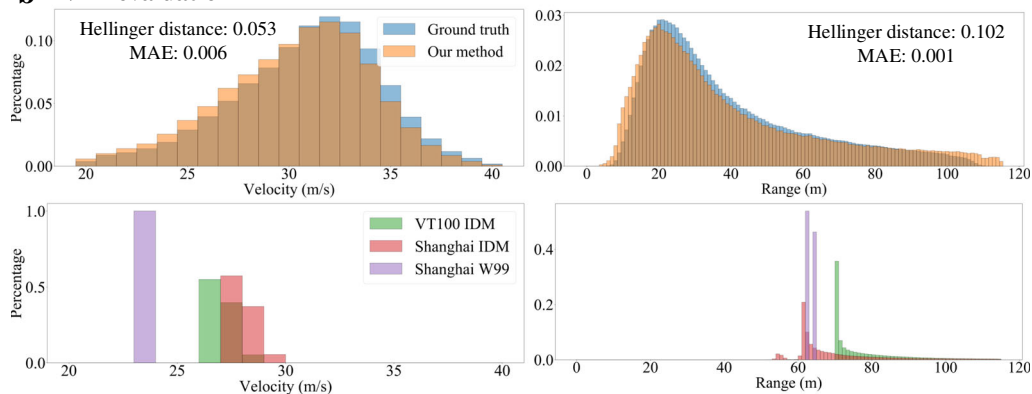 b
Hellinger distance: 0.053
MAE: 0.006
Ground truth
Our method
Percentage
0.10
0.05
0.00
20
25
30
35
40
Velocity (m/s)
Hellinger distance: 0.102
MAE: 0.001
0.03
0.02
0.01
0.00
0
20
40
60
80
100
120
Range (m)
VT100 IDM
Shanghai IDM
Shanghai W99
Percentage
1.0
0.5
0.0
20
25
30
35
40
Velocity (m/s)
0.4
0.2
0.0
0
20
40
60
80
100
120
Range (m)